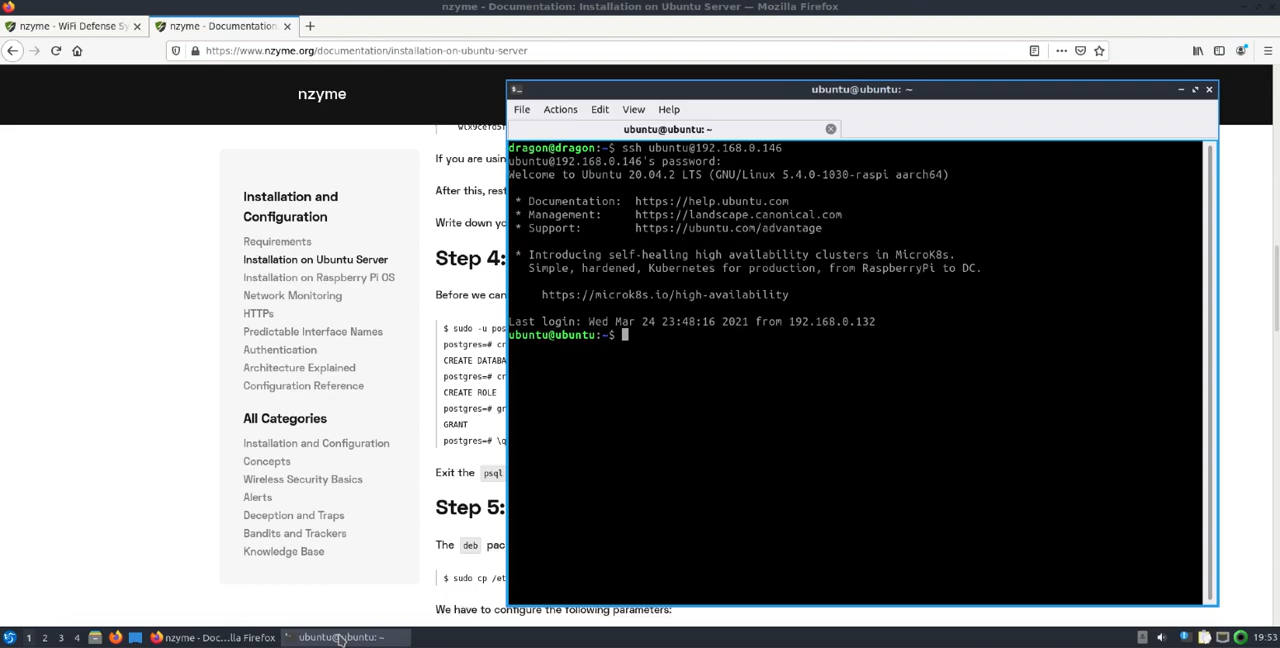 nzyme - Documentation: Installation on Ubuntu Server — Mozilla Firefox
nzyme - WiFi Defense Sy
nzyme - Documentation
https://www.nzyme.org/documentation/installation-on-ubuntu-server
nzyme
Installation and
Configuration
Requirements
Installation on Ubuntu Server
Installation on Raspberry Pi OS
Network Monitoring
HTTPs
Predictable Interface Names
Authentication
Architecture Explained
Configuration Reference
All Categories
Installation and Configuration
Concepts
Wireless Security Basics
Alerts
Deception and Traps
Bandits and Trackers
Knowledge Base
If you are usin
After this, rest
Write down yo
Step 4:
Before we can
$ sudo -u pos
postgres=# cr
CREATE DATABA
postgres=# cr
CREATE ROLE
postgres=# gr
GRANT
postgres=# \q
Exit the psql
Step 5:
The deb pac
$ sudo cp /et
We have to configure the following parameters:
ubuntu@ubuntu: ~
File Actions Edit View Help
ubuntu@ubuntu: ~
dragon@dragon:~$ ssh ubuntu@192.168.0.146
ubuntu@192.168.0.146's password:
Welcome to Ubuntu 20.04.2 LTS (GNU/Linux 5.4.0-1030-raspi aarch64)
* Documentation: https://help.ubuntu.com
* Management: https://landscape.canonical.com
* Support: https://ubuntu.com/advantage
* Introducing self-healing high availability clusters in MicroK8s.
Simple, hardened, Kubernetes for production, from RaspberryPi to DC.
https://microk8s.io/high-availability
Last login: Wed Mar 24 23:48:16 2021 from 192.168.0.132
ubuntu@ubuntu:~$
1 2 3 4 nzyme - Doc...lla Firefox ubuntu@ubuntu: ~ 19:53